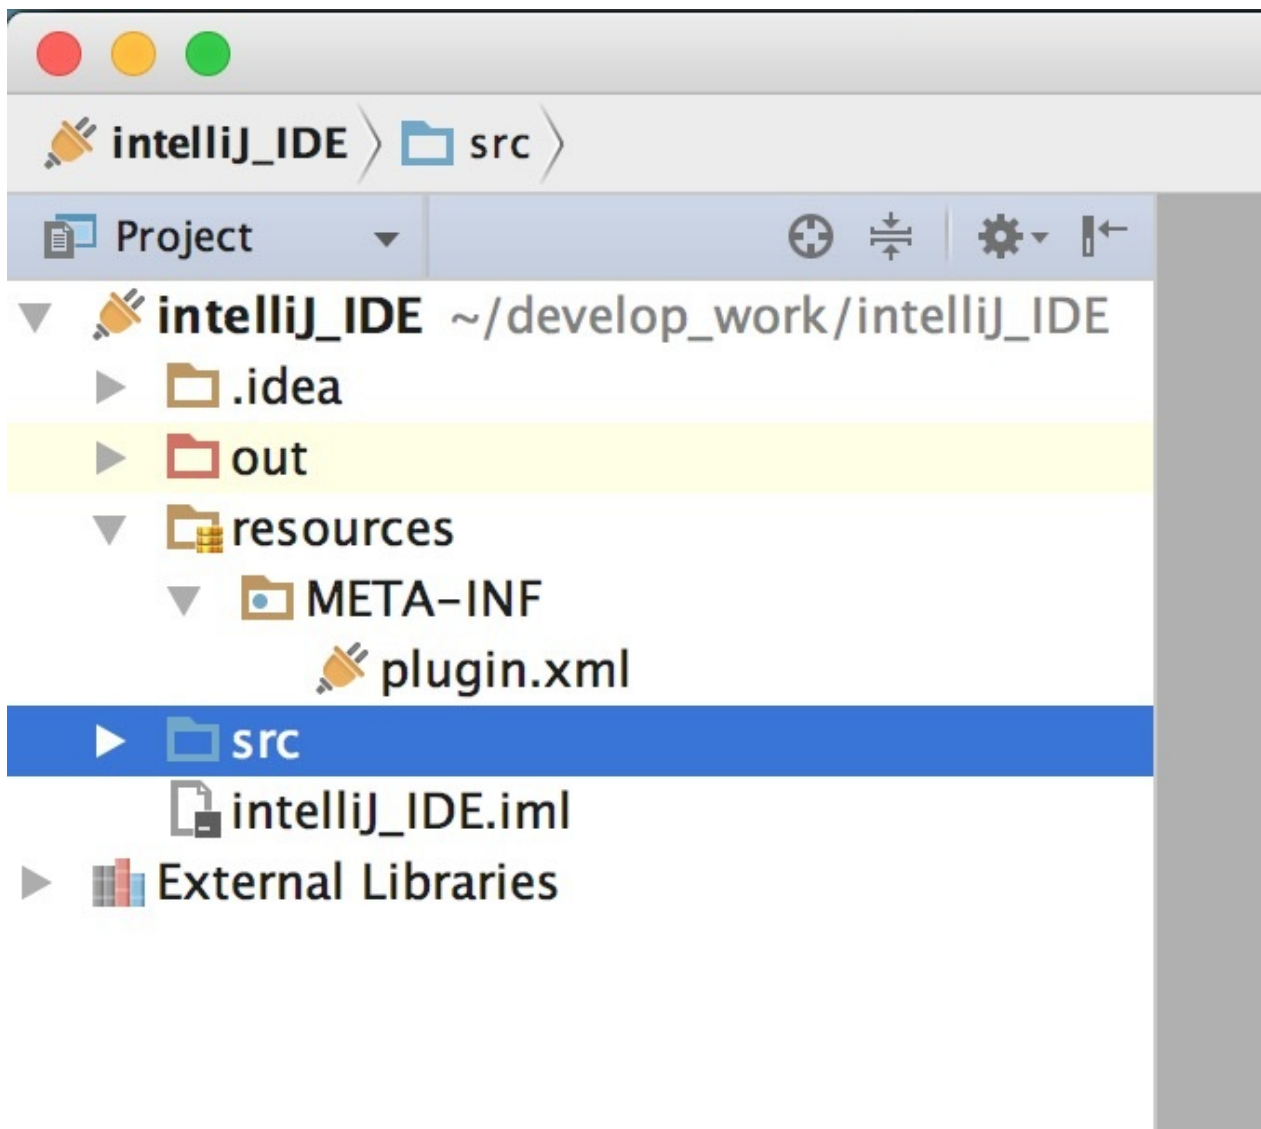 intelliJ_IDE src
Project
intelliJ_IDE ~/develop_work/intelliJ_IDE
.idea
out
resources
META-INF
plugin.xml
src
intelliJ_IDE.iml
External Libraries